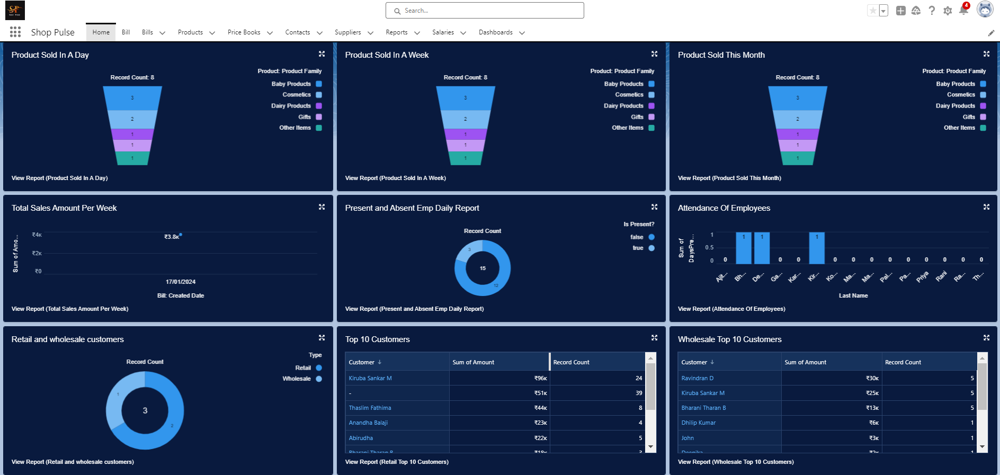 SP
Search...
4
Shop Pulse
Home
Bill
Bills
Products
Price Books
Contacts
Suppliers
Reports
Salaries
Dashboards
Product Sold In A Day
Record Count: 8
3
2
1
1
1
Product: Product Family
Baby Products
Cosmetics
Dairy Products
Gifts
Other Items
View Report (Product Sold In A Day)
Product Sold In A Week
Record Count: 8
3
2
1
1
1
Product: Product Family
Baby Products
Cosmetics
Dairy Products
Gifts
Other Items
View Report (Product Sold In A Week)
Product Sold This Month
Record Count: 8
3
2
1
1
1
Product: Product Family
Baby Products
Cosmetics
Dairy Products
Gifts
Other Items
View Report (Product Sold This Month)
Total Sales Amount Per Week
Sum of Amo...
₹4K
₹2K
₹0
₹3.8K
17/01/2024
Bill: Created Date
View Report (Total Sales Amount Per Week)
Present and Absent Emp Daily Report
Record Count
3
15
12
Is Present?
false
true
View Report (Present and Absent Emp Daily Report)
Attendance Of Employees
Sum of
DaysPre...
1
0.5
0
0 1 1 0 0 1 0 0 0 0 0 0 0 0 0
Ajit... Bh... De... Ga... Kar... Kir... Ko... Ma... Ma... Pal... Pa... Priya Rani Ra... Th...
Last Name
View Report (Attendance Of Employees)
Retail and wholesale customers
Record Count
1
3
2
Type
Retail
Wholesale
View Report (Retail and wholesale customers)
Top 10 Customers
Customer ↓ Sum of Amount Record Count
Kiruba Sankar M ₹96K 24
- ₹51K 39
Thaslim Fathima ₹44K 8
Anandha Balaji ₹23K 4
Abirudha ₹22K 5
Bharani Tharan B ₹18K 3
View Report (Retail Top 10 Customers)
Wholesale Top 10 Customers
Customer ↓ Sum of Amount Record Count
Ravindran D ₹30K 5
Kiruba Sankar M ₹25K 5
Bharani Tharan B ₹13K 5
Dhilip Kumar ₹6K 1
John ₹3K 1
Deepika ₹2K 1
View Report (Wholesale Top 10 Customers)